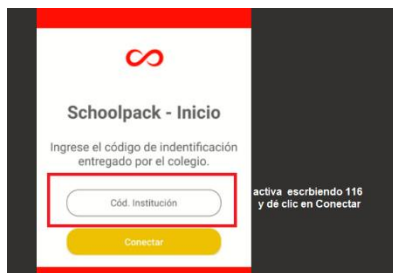 Schoolpack - Inicio
Ingrese el código de indentificación
entregado por el colegio.
Cód. Institución
activa escrbiendo 116
y dé clic en Conectar
Conectar